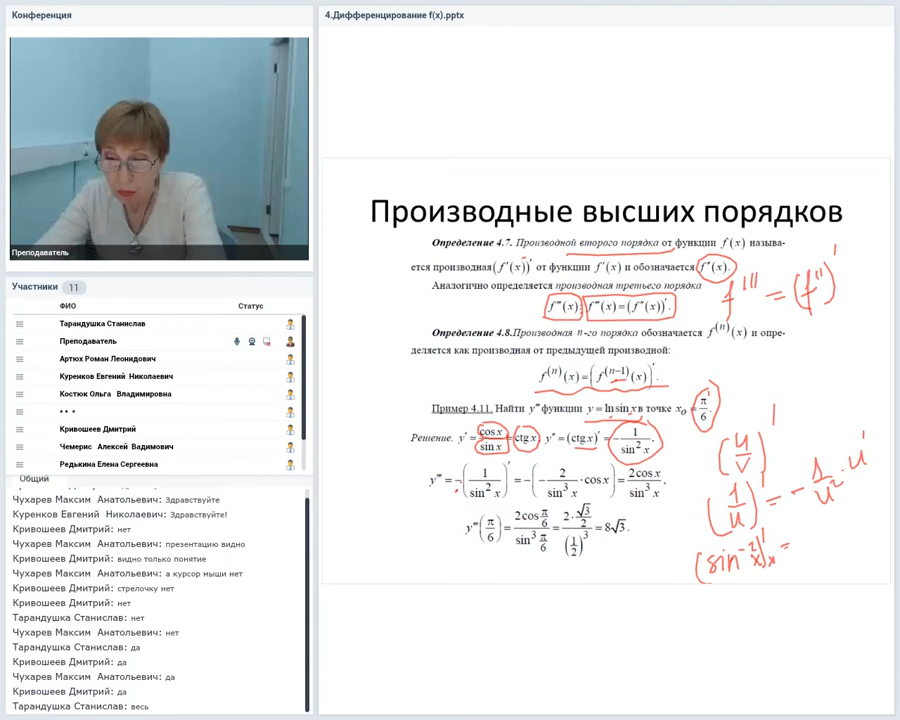 Конференция
Преподаватель
Участники 11
ФИО Статус
Тарандушка Станислав
Преподаватель
Артюх Роман Леонидович
Куренков Евгений Николаевич
Костюк Ольга Владимировна
* * *
Кривошеев Дмитрий
Чемерис Алексей Вадимович
Редькина Елена Сергеевна
Общий
Чухарев Максим Анатольевич: Здравствуйте
Куренков Евгений Николаевич: Здравствуйте!
Кривошеев Дмитрий: нет
Чухарев Максим Анатольевич: презентацию видно
Кривошеев Дмитрий: видно только понятие
Чухарев Максим Анатольевич: а курсор мыши нет
Кривошеев Дмитрий: стрелочку нет
Кривошеев Дмитрий: нет
Тарандушка Станислав: нет
Чухарев Максим Анатольевич: нет
Тарандушка Станислав: да
Кривошеев Дмитрий: да
Чухарев Максим Анатольевич: да
Кривошеев Дмитрий: да
Тарандушка Станислав: весь
4.Дифференцирование f(x).pptx
Производные высших порядков
Определение 4.7. Производной второго порядка от функции f(x) называ-
ется производная (f′(x))′ от функции f′(x) и обозначается f″(x).
Аналогично определяется производная третьего порядка
f‴(x): f‴(x)=(f″(x))′.
f‴ = (f″)′
Определение 4.8.Производная n-го порядка обозначается f^(n)(x) и опре-
деляется как производная от предыдущей производной:
f^(n)(x)=(f^(n−1)(x))′.
Пример 4.11. Найти y‴ функции y=ln sin x в точке x₀=π/6.
Решение. y′=cos x/sin x=ctg x, y″=(ctg x)′=−1/sin² x,
y‴=−(1/sin² x)′=−(−2/sin³ x·cos x)=2cos x/sin³ x,
y‴(π/6)=2cos π/6/sin³ π/6=2·√3/2/(1/2)³=8√3.
(u/v)′
(1/u)′ = −1/u²·u′
(sin⁻²x)′ₓ =